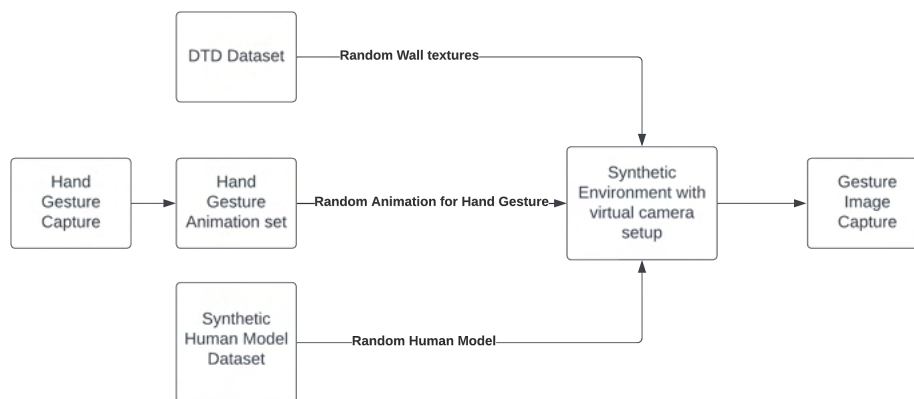 DTD Dataset
Random Wall textures
Hand
Gesture
Capture
Hand
Gesture
Animation set
Random Animation for Hand Gesture
Synthetic
Environment with
virtual camera
setup
Gesture
Image
Capture
Synthetic
Human Model
Dataset
Random Human Model